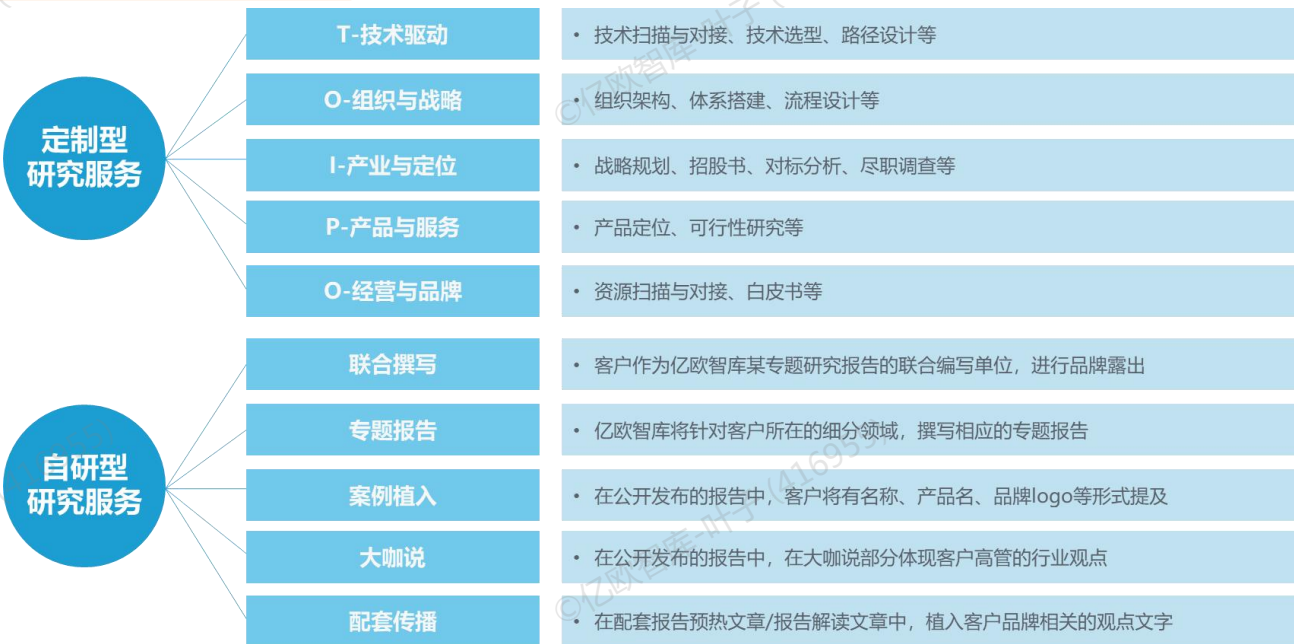 定制型
研究服务
T-技术驱动
• 技术扫描与对接、技术选型、路径设计等
O-组织与战略
• 组织架构、体系搭建、流程设计等
I-产业与定位
• 战略规划、招股书、对标分析、尽职调查等
P-产品与服务
• 产品定位、可行性研究等
O-经营与品牌
• 资源扫描与对接、白皮书等
自研型
研究服务
联合撰写
• 客户作为亿欧智库某专题研究报告的联合编写单位，进行品牌露出
专题报告
• 亿欧智库将针对客户所在的细分领域，撰写相应的专题报告
案例植入
• 在公开发布的报告中，客户将有名称、产品名、品牌logo等形式提及
大咖说
• 在公开发布的报告中，在大咖说部分体现客户高管的行业观点
配套传播
• 在配套报告预热文章/报告解读文章中，植入客户品牌相关的观点文字
©亿欧智库-叶子（
©亿欧智库-叶子（416953）